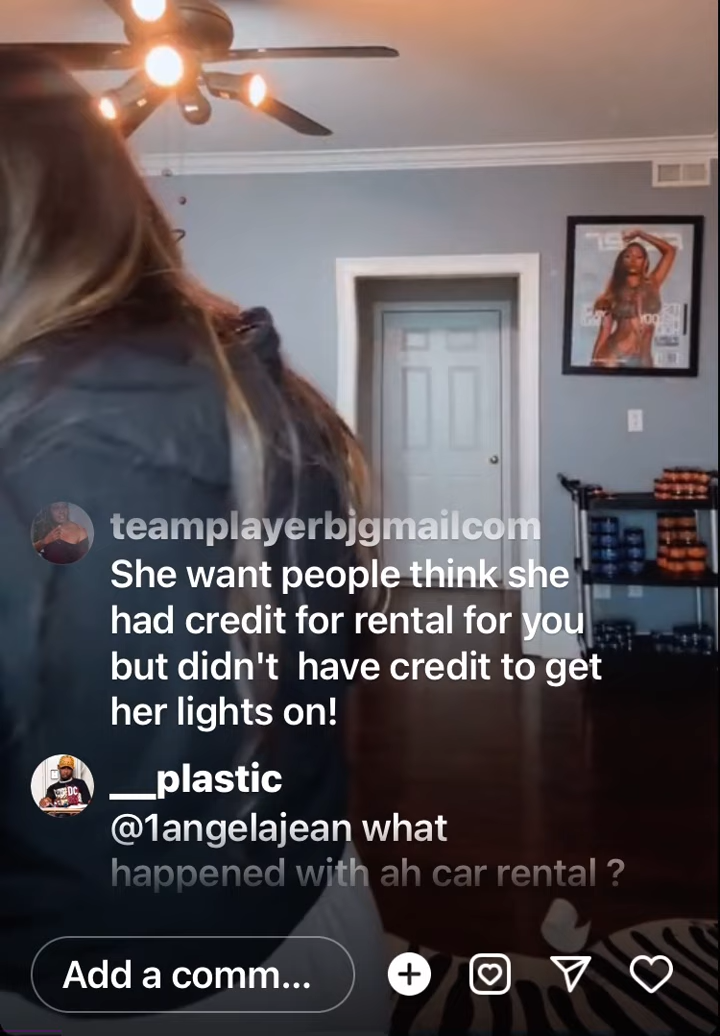 teamplayerbjgmailcom
She want people think she
had credit for rental for you
but didn't have credit to get
her lights on!
__plastic
@1angelajean what
happened with ah car rental ?
Add a comm...